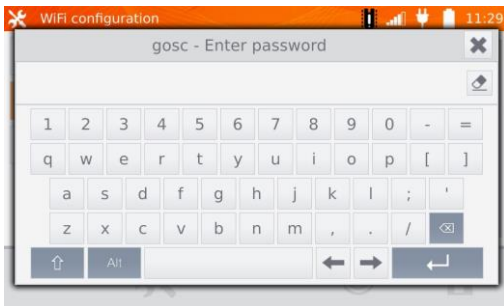 WiFi configuration 11:29
gosc - Enter password
1 2 3 4 5 6 7 8 9 0 - =
q w e r t y u i o p [ ]
a s d f g h j k l ; '
z x c v b n m , . /
Alt